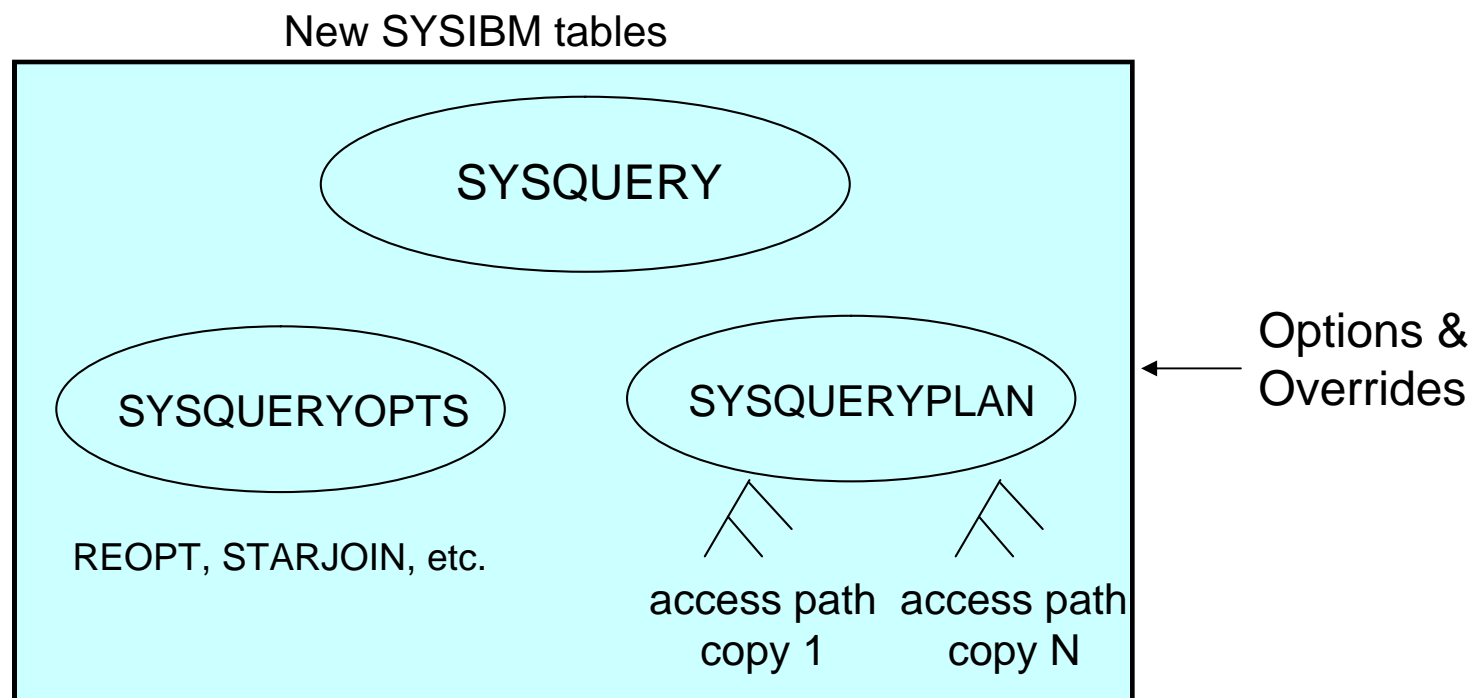 New SYSIBM tables
SYSQUERY
SYSQUERYOPTS
SYSQUERYPLAN
REOPT, STARJOIN, etc.
access path
copy 1
access path
copy N
Options &
Overrides